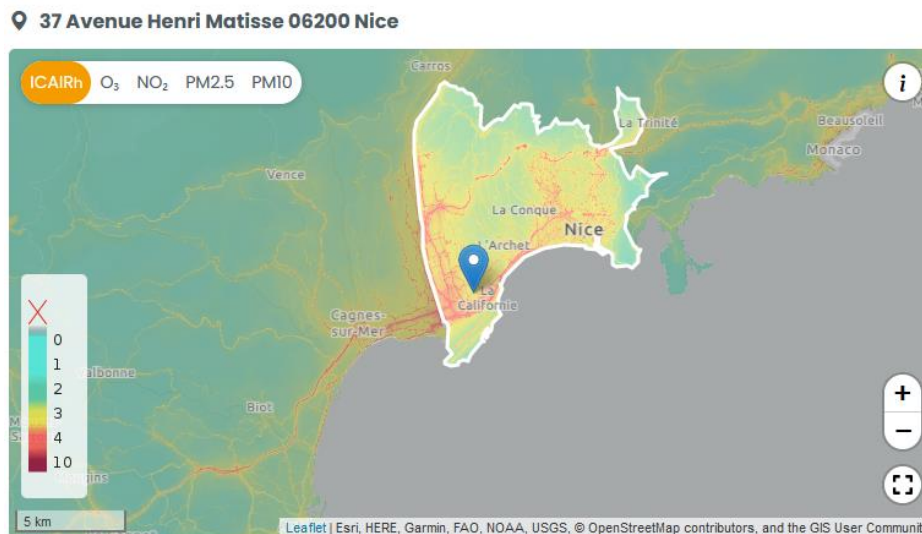 37 Avenue Henri Matisse 06200 Nice
ICAIRh O₃ NO₂ PM2.5 PM10
i
Carros
La Trinité
Beausoleil
Monaco
Vence
La Conque
Nice
L'Archet
La
Californie
Cagnes-
sur-Mer
Biot
0
1
2
3
4
10
+
−
5 km
Leaflet | Esri, HERE, Garmin, FAO, NOAA, USGS, © OpenStreetMap contributors, and the GIS User Communit